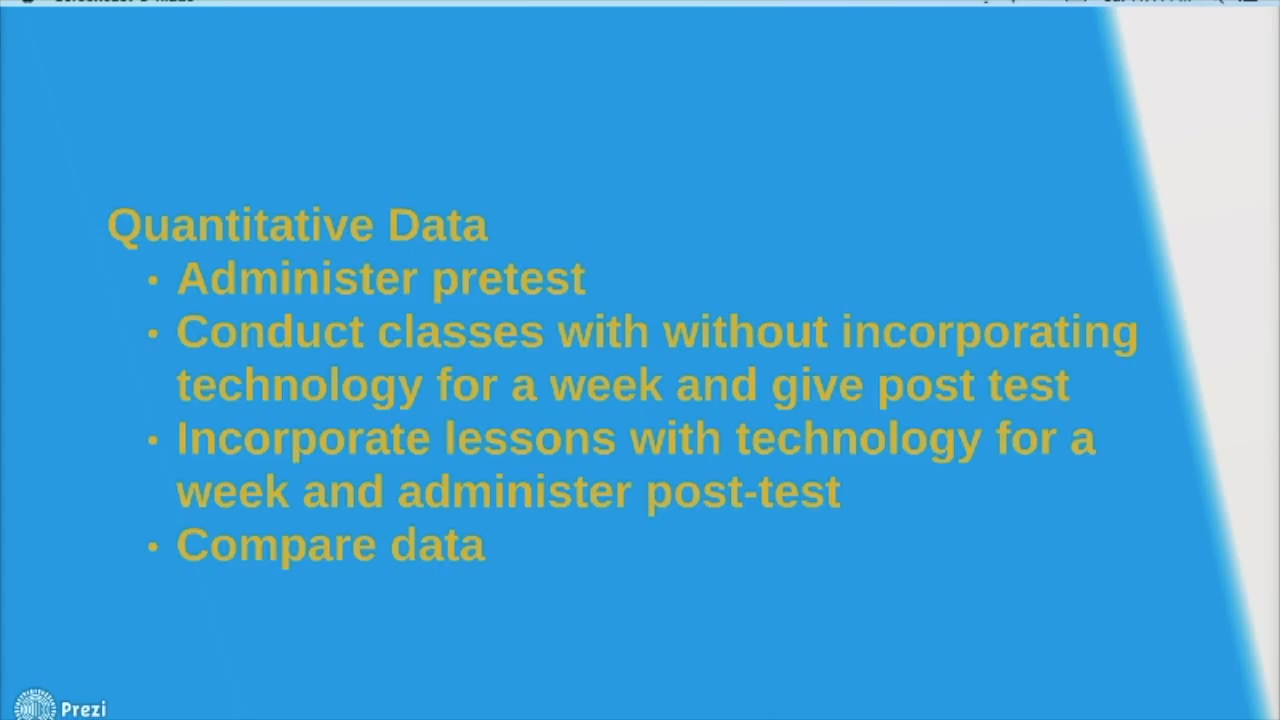 Quantitative Data
• Administer pretest
• Conduct classes with without incorporating
technology for a week and give post test
• Incorporate lessons with technology for a
week and administer post-test
• Compare data
Prezi